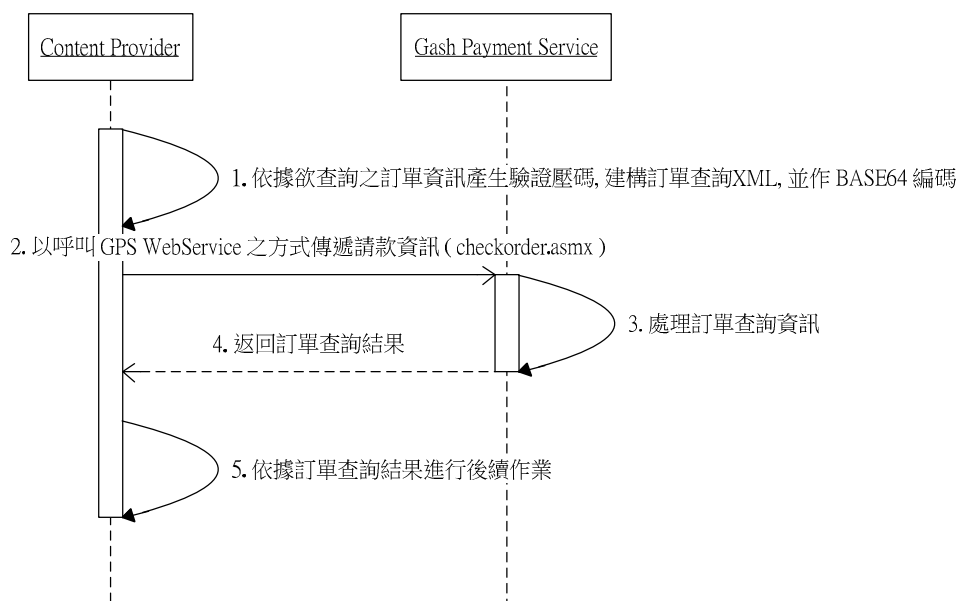 Content Provider
Gash Payment Service
1. 依據欲查詢之訂單資訊產生驗證壓碼, 建構訂單查詢XML, 並作 BASE64 編碼
2. 以呼叫 GPS WebService 之方式傳遞請款資訊 ( checkorder.asmx )
3. 處理訂單查詢資訊
4. 返回訂單查詢結果
5. 依據訂單查詢結果進行後續作業